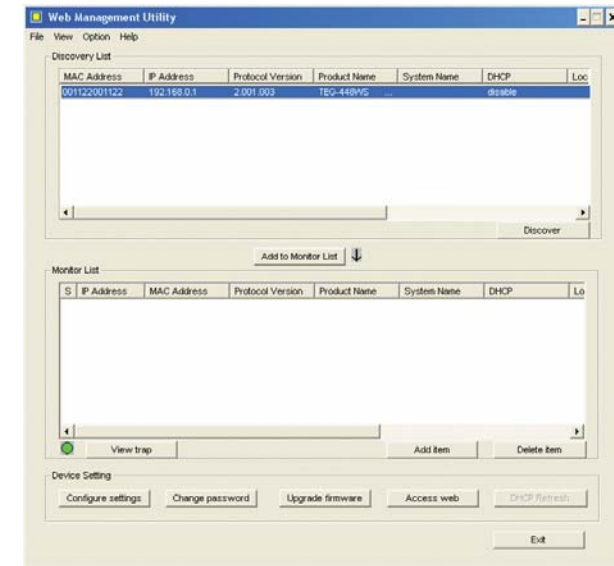 Web Management Utility
File View Option Help
Discovery List
MAC Address IP Address Protocol Version Product Name System Name DHCP Loc
001122001122 192.168.0.1 2.001.003 TEG-448WS ... disable
Discover
Add to Monitor List
Monitor List
S IP Address MAC Address Protocol Version Product Name System Name DHCP Lo
View trap Add item Delete item
Device Setting
Configure settings Change password Upgrade firmware Access web DHCP Refresh
Exit